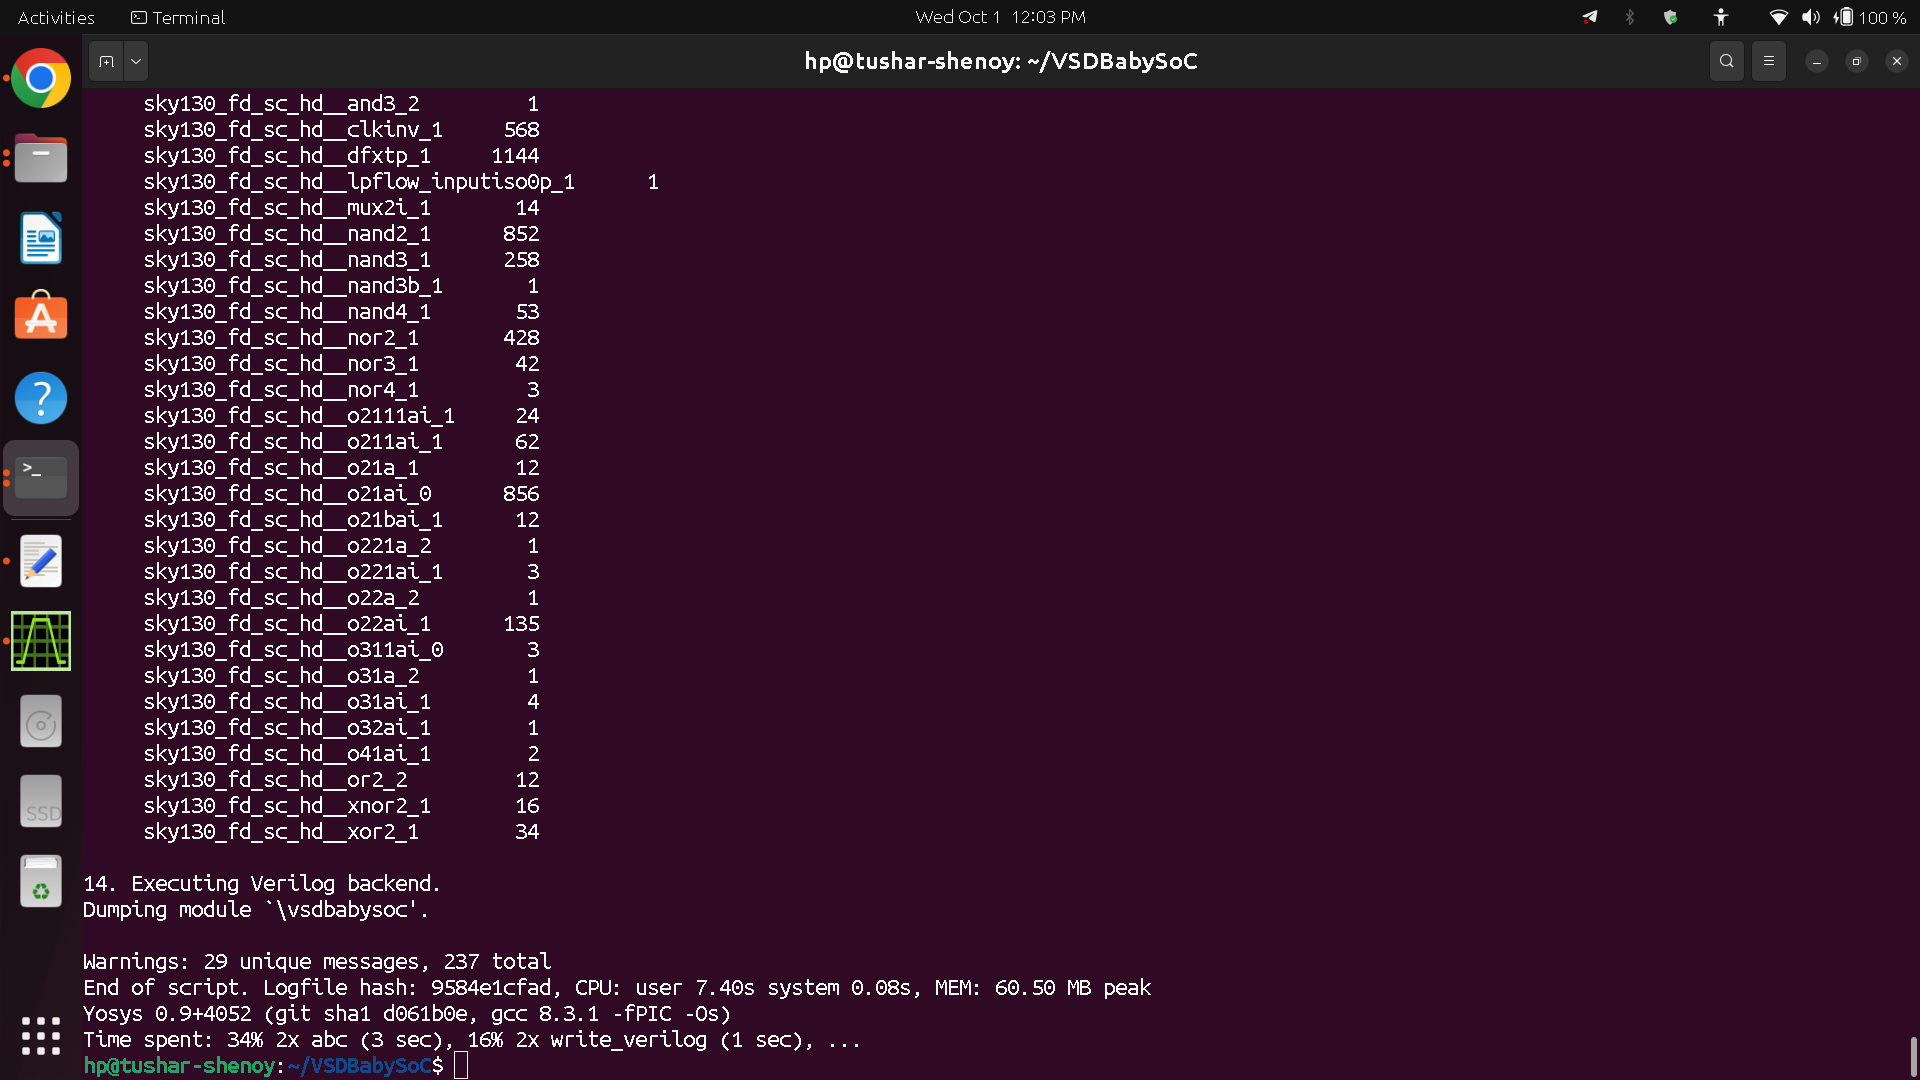 Activities
Terminal
Wed Oct 1 12:03 PM
100 %
hp@tushar-shenoy: ~/VSDBabySoC
sky130_fd_sc_hd__and3_2 1
sky130_fd_sc_hd__clkinv_1 568
sky130_fd_sc_hd__dfxtp_1 1144
sky130_fd_sc_hd__lpflow_inputiso0p_1 1
sky130_fd_sc_hd__mux2i_1 14
sky130_fd_sc_hd__nand2_1 852
sky130_fd_sc_hd__nand3_1 258
sky130_fd_sc_hd__nand3b_1 1
sky130_fd_sc_hd__nand4_1 53
sky130_fd_sc_hd__nor2_1 428
sky130_fd_sc_hd__nor3_1 42
sky130_fd_sc_hd__nor4_1 3
sky130_fd_sc_hd__o2111ai_1 24
sky130_fd_sc_hd__o211ai_1 62
sky130_fd_sc_hd__o21a_1 12
sky130_fd_sc_hd__o21ai_0 856
sky130_fd_sc_hd__o21bai_1 12
sky130_fd_sc_hd__o221a_2 1
sky130_fd_sc_hd__o221ai_1 3
sky130_fd_sc_hd__o22a_2 1
sky130_fd_sc_hd__o22ai_1 135
sky130_fd_sc_hd__o311ai_0 3
sky130_fd_sc_hd__o31a_2 1
sky130_fd_sc_hd__o31ai_1 4
sky130_fd_sc_hd__o32ai_1 1
sky130_fd_sc_hd__o41ai_1 2
sky130_fd_sc_hd__or2_2 12
sky130_fd_sc_hd__xnor2_1 16
sky130_fd_sc_hd__xor2_1 34
14. Executing Verilog backend.
Dumping module `\vsdbabysoc'.
Warnings: 29 unique messages, 237 total
End of script. Logfile hash: 9584e1cfad, CPU: user 7.40s system 0.08s, MEM: 60.50 MB peak
Yosys 0.9+4052 (git sha1 d061b0e, gcc 8.3.1 -fPIC -Os)
Time spent: 34% 2x abc (3 sec), 16% 2x write_verilog (1 sec), ...
hp@tushar-shenoy:~/VSDBabySoC$
SSD